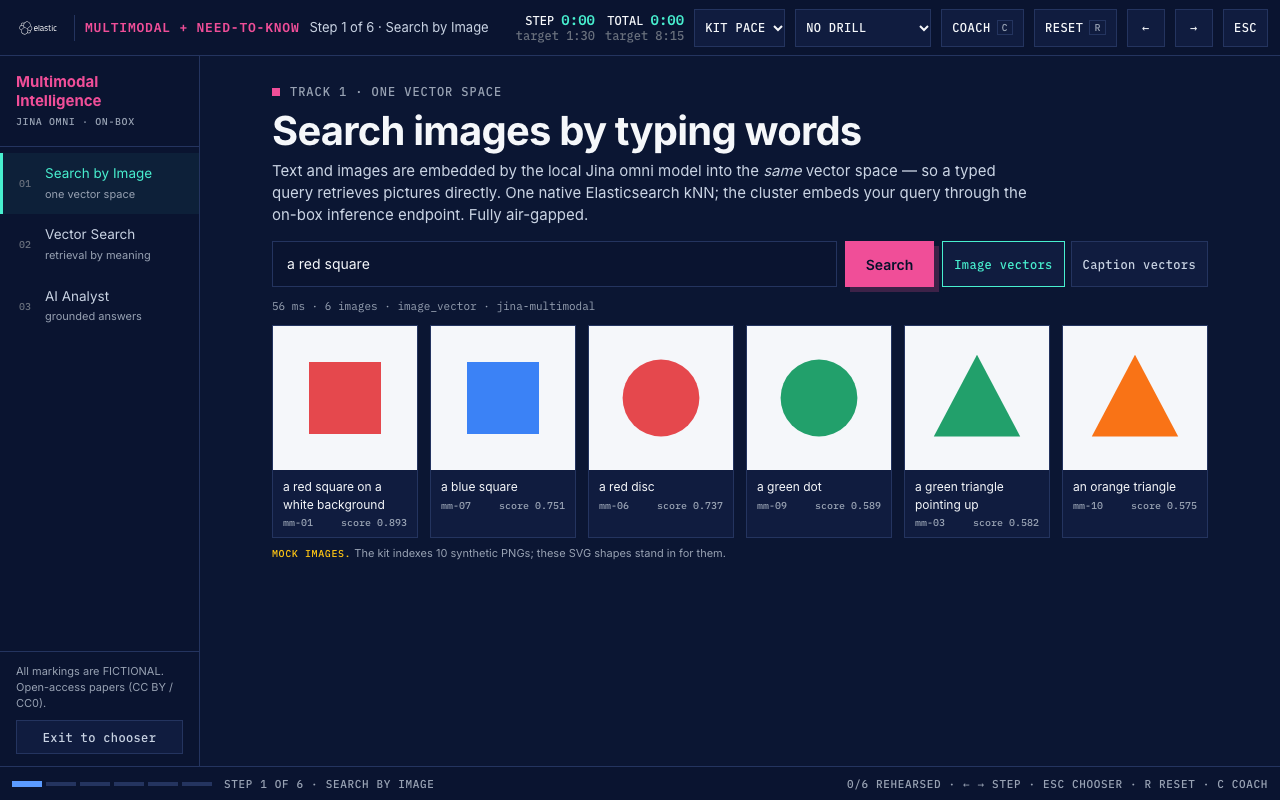 elastic
MULTIMODAL + NEED-TO-KNOW
Step 1 of 6 · Search by Image
STEP 0:00
target 1:30
TOTAL 0:00
target 8:15
KIT PACE
NO DRILL
COACH C
RESET R
←
→
ESC
Multimodal
Intelligence
JINA OMNI · ON-BOX
01
Search by Image
one vector space
02
Vector Search
retrieval by meaning
03
AI Analyst
grounded answers
All markings are FICTIONAL.
Open-access papers (CC BY /
CC0).
Exit to chooser
TRACK 1 · ONE VECTOR SPACE
Search images by typing words
Text and images are embedded by the local Jina omni model into the same vector space — so a typed
query retrieves pictures directly. One native Elasticsearch kNN; the cluster embeds your query through the
on-box inference endpoint. Fully air-gapped.
a red square
Search
Image vectors
Caption vectors
56 ms · 6 images · image_vector · jina-multimodal
a red square on a
white background
mm-01 score 0.893
a blue square
mm-07 score 0.751
a red disc
mm-06 score 0.737
a green dot
mm-09 score 0.589
a green triangle
pointing up
mm-03 score 0.582
an orange triangle
mm-10 score 0.575
MOCK IMAGES. The kit indexes 10 synthetic PNGs; these SVG shapes stand in for them.
STEP 1 OF 6 · SEARCH BY IMAGE
0/6 REHEARSED · ← → STEP · ESC CHOOSER · R RESET · C COACH